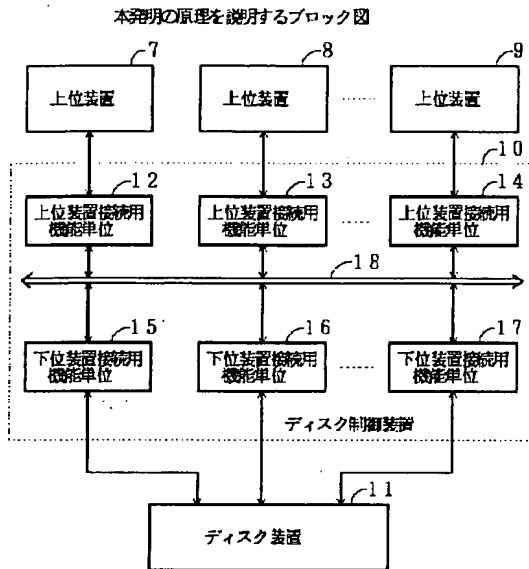 本発明の原理を説明するブロック図
7 8 9
上位装置 上位装置 上位装置
10
12 13 14
上位装置接続用 上位装置接続用 上位装置接続用
機能単位 機能単位 機能単位
18
15 16 17
下位装置接続用 下位装置接続用 下位装置接続用
機能単位 機能単位 機能単位
ディスク制御装置
11
ディスク装置